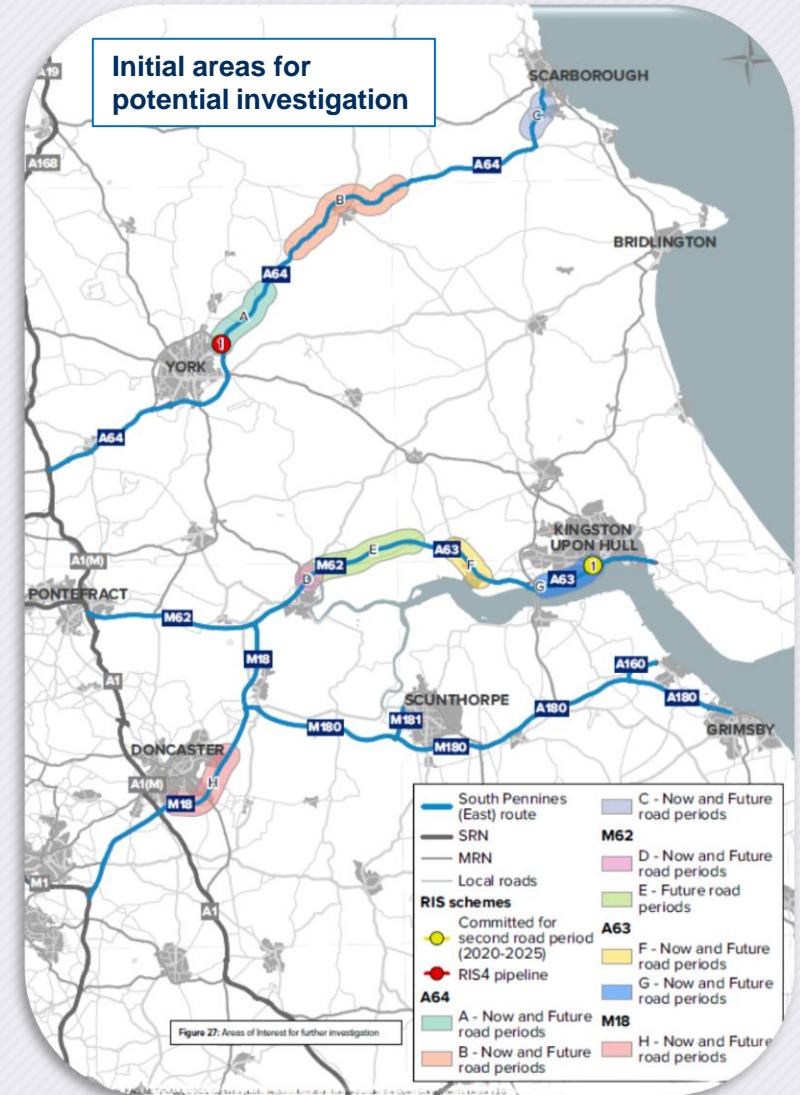 Initial areas for
potential investigation
A19
SCARBOROUGH
C
A168
A64
B
BRIDLINGTON
A64
A
1
YORK
A64
KINGSTON
UPON HULL
1
E
A63
F
M62
D
A63
G
A1(M)
PONTEFRACT
M62
M18
A160
A1
SCUNTHORPE
A180
A180
M181
M180
M180
GRIMSBY
DONCASTER
A1(M)
H
M18
M1
A1
South Pennines
(East) route
SRN
MRN
Local roads
RIS schemes
Committed for
second road period
(2020-2025)
RIS4 pipeline
A64
A - Now and Future
road periods
B - Now and Future
road periods
C - Now and Future
road periods
M62
D - Now and Future
road periods
E - Future road
periods
A63
F - Now and Future
road periods
G - Now and Future
road periods
M18
H - Now and Future
road periods
Figure 27: Areas of Interest for further investigation